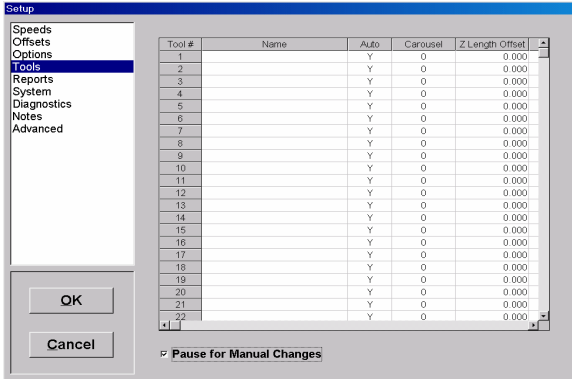 Setup
Speeds
Offsets
Options
Tools
Reports
System
Diagnostics
Notes
Advanced
OK
Cancel
Tool # Name Auto Carousel Z Length Offset
1 Y 0 0.000
2 Y 0 0.000
3 Y 0 0.000
4 Y 0 0.000
5 Y 0 0.000
6 Y 0 0.000
7 Y 0 0.000
8 Y 0 0.000
9 Y 0 0.000
10 Y 0 0.000
11 Y 0 0.000
12 Y 0 0.000
13 Y 0 0.000
14 Y 0 0.000
15 Y 0 0.000
16 Y 0 0.000
17 Y 0 0.000
18 Y 0 0.000
19 Y 0 0.000
20 Y 0 0.000
21 Y 0 0.000
22 Y 0 0.000
Pause for Manual Changes